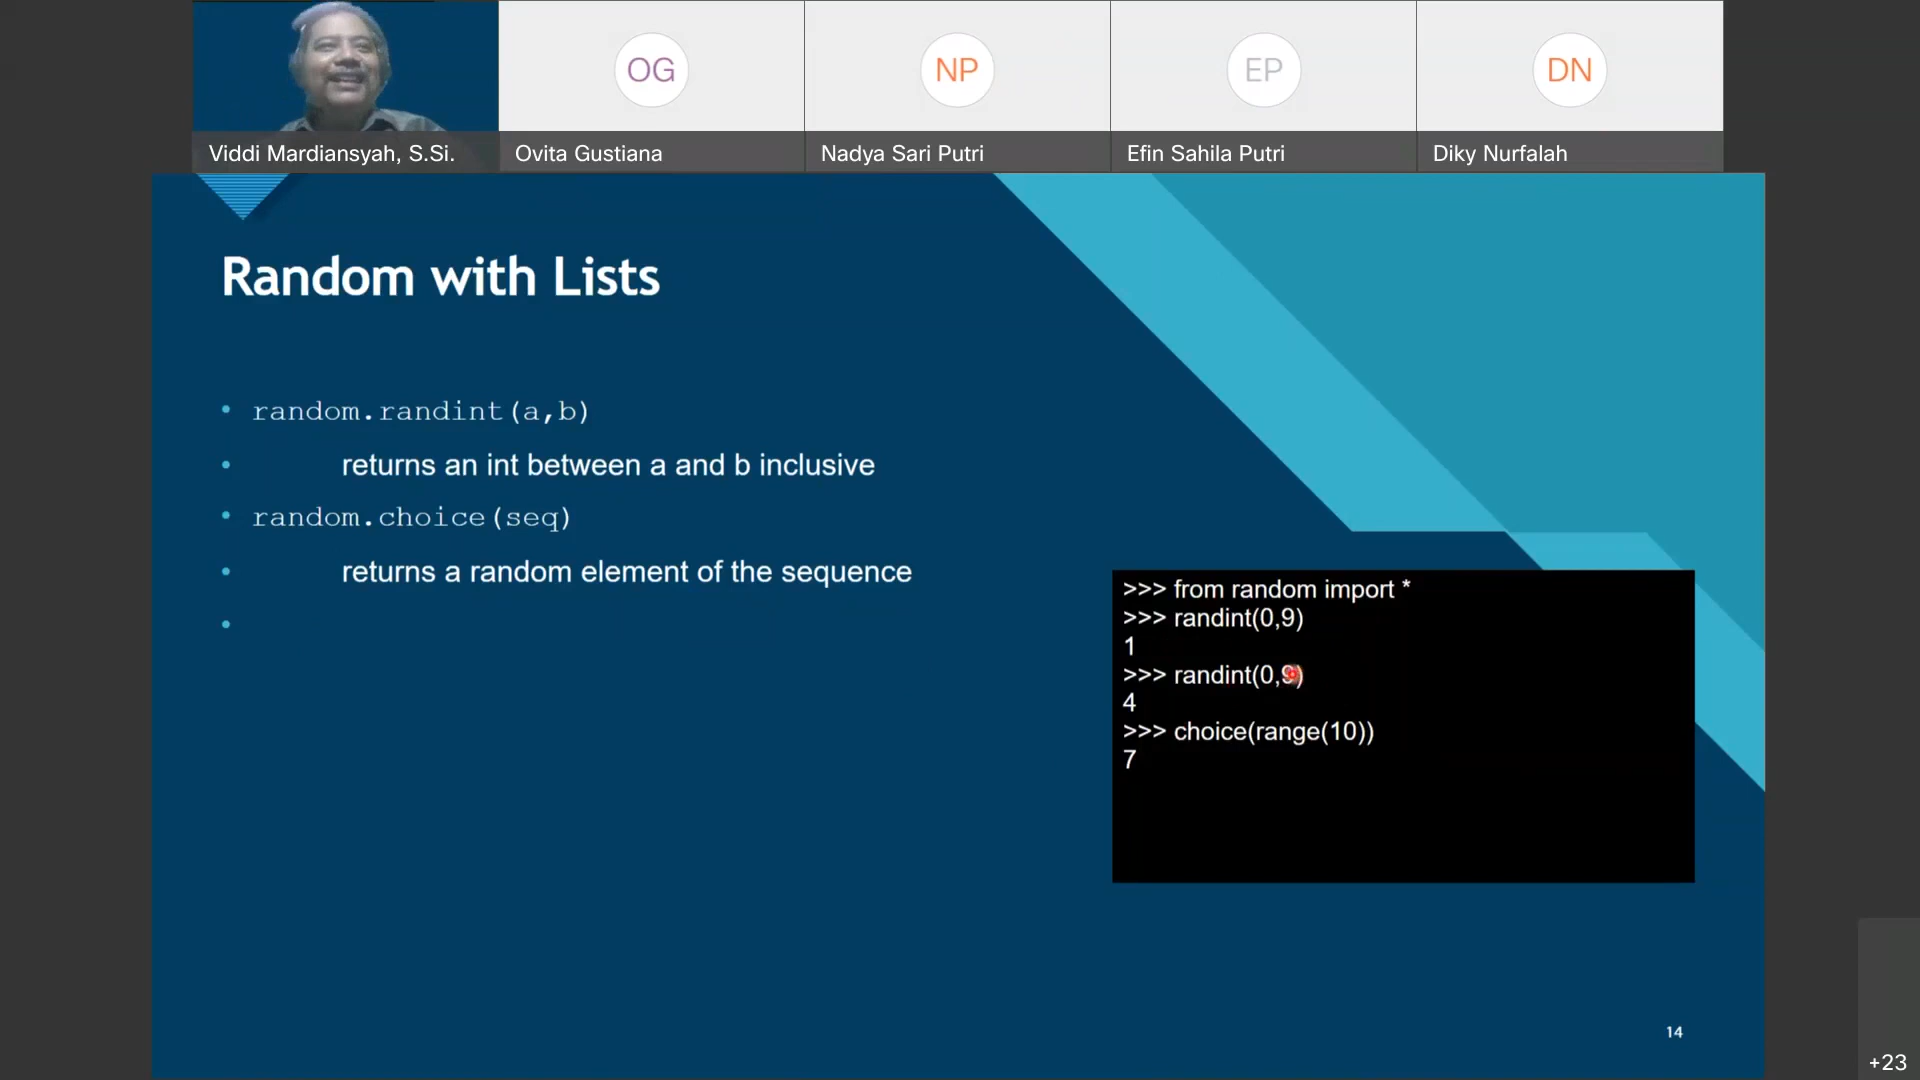 OG
NP
EP
DN
Viddi Mardiansyah, S.Si.
Ovita Gustiana
Nadya Sari Putri
Efin Sahila Putri
Diky Nurfalah
Random with Lists
• random.randint(a,b)
• returns an int between a and b inclusive
• random.choice(seq)
• returns a random element of the sequence
•
>>> from random import *
>>> randint(0,9)
1
>>> randint(0,9)
4
>>> choice(range(10))
7
14
+23